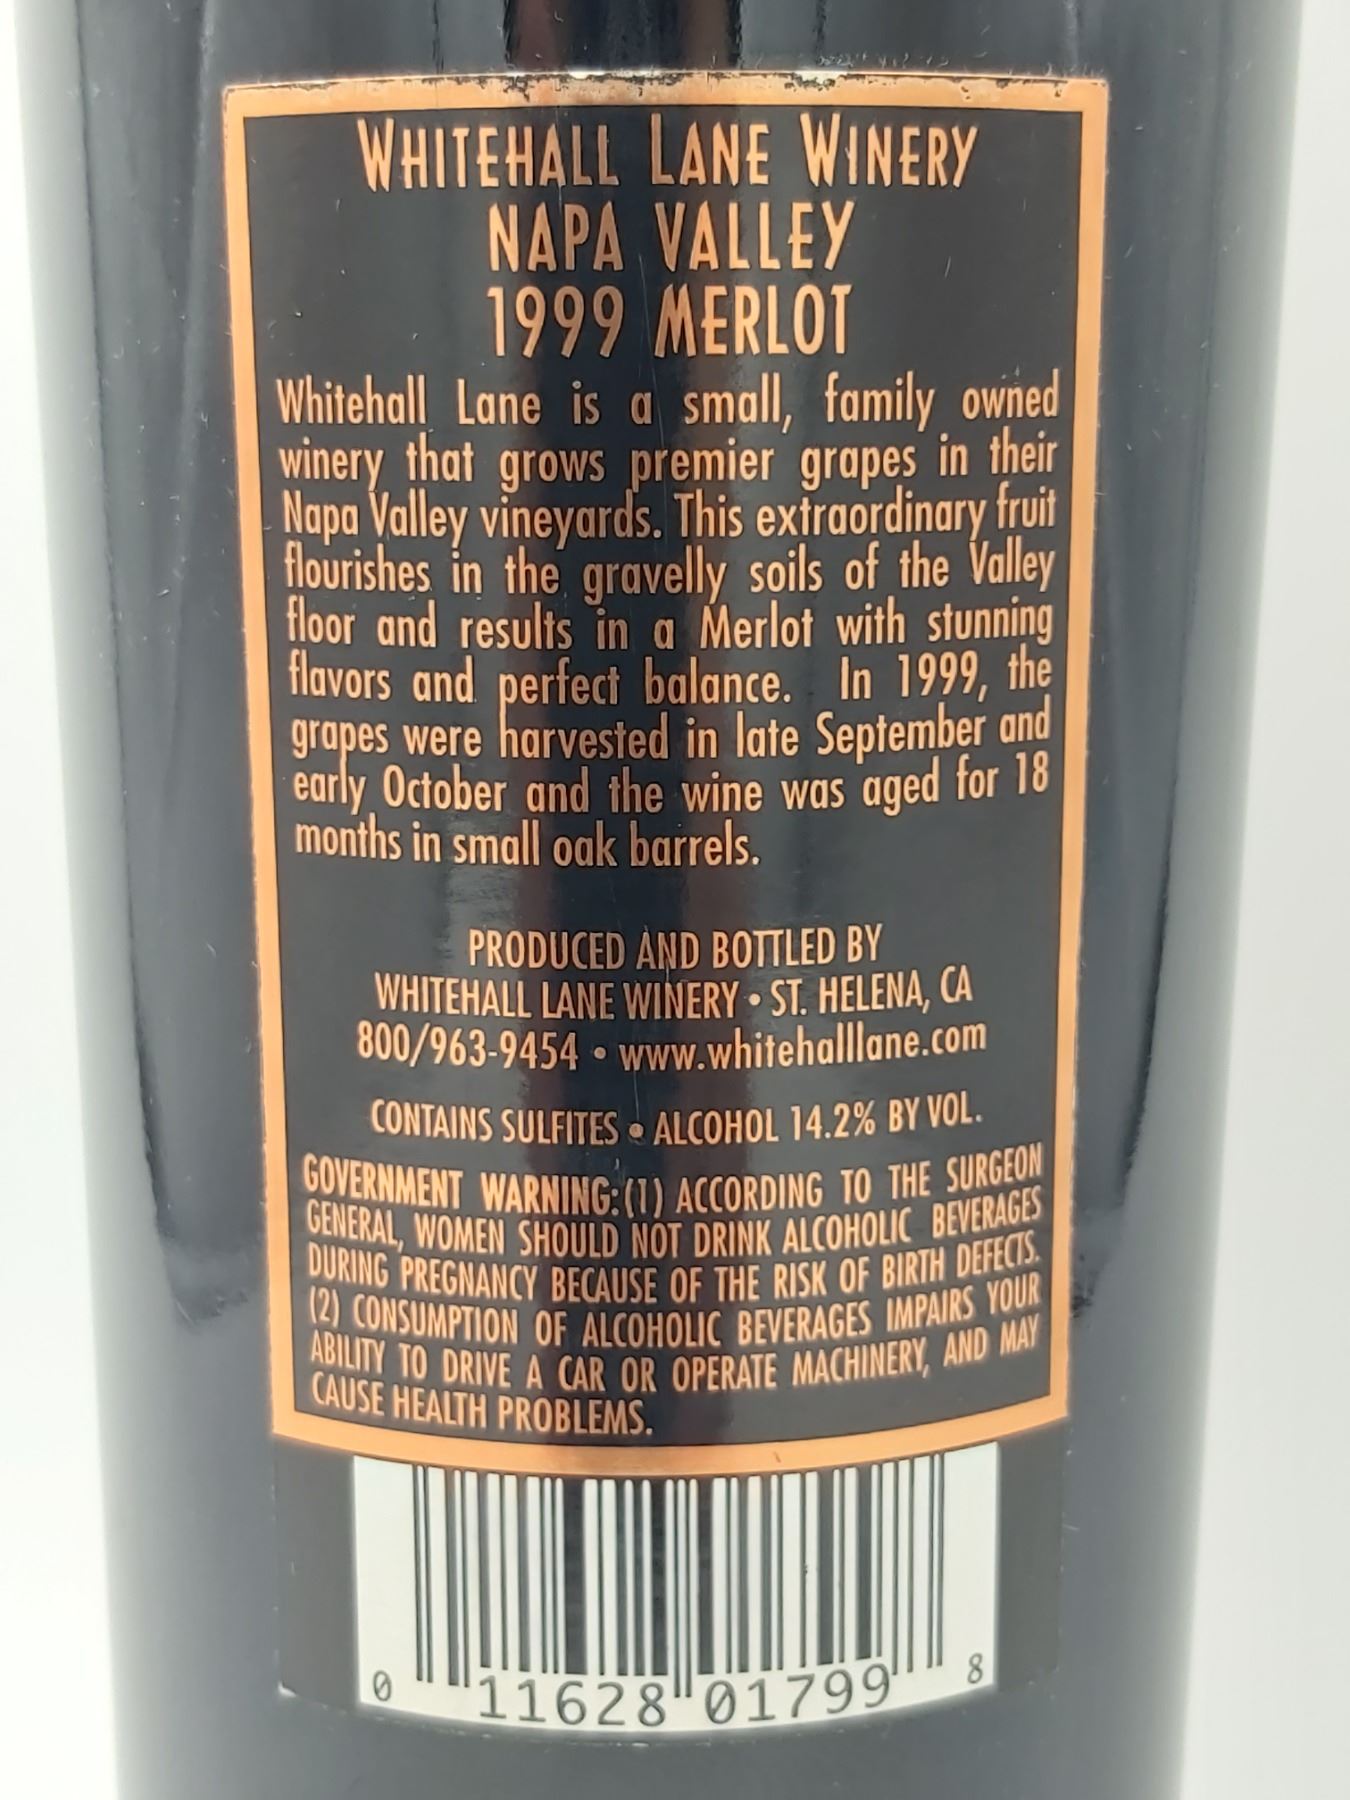 WHITEHALL LANE WINERY
NAPA VALLEY
1999 MERLOT
Whitehall Lane is a small, family owned
winery that grows premier grapes in their
Napa Valley vineyards. This extraordinary fruit
flourishes in the gravelly soils of the Valley
floor and results in a Merlot with stunning
flavors and perfect balance. In 1999, the
grapes were harvested in late September and
early October and the wine was aged for 18
months in small oak barrels.
PRODUCED AND BOTTLED BY
WHITEHALL LANE WINERY • ST. HELENA, CA
800/963-9454 • www.whitehalllane.com
CONTAINS SULFITES • ALCOHOL 14.2% BY VOL.
GOVERNMENT WARNING:(1) ACCORDING TO THE SURGEON
GENERAL, WOMEN SHOULD NOT DRINK ALCOHOLIC BEVERAGES
DURING PREGNANCY BECAUSE OF THE RISK OF BIRTH DEFECTS.
(2) CONSUMPTION OF ALCOHOLIC BEVERAGES IMPAIRS YOUR
ABILITY TO DRIVE A CAR OR OPERATE MACHINERY, AND MAY
CAUSE HEALTH PROBLEMS.
0 11628 01799 8